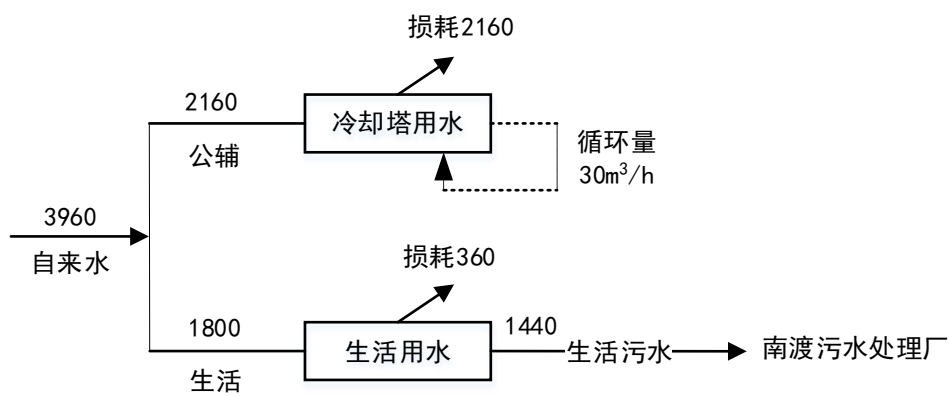 损耗2160
2160
冷却塔用水
公辅
循环量
30m³/h
3960
自来水
损耗360
1800
1440
生活用水
生活污水
南渡污水处理厂
生活